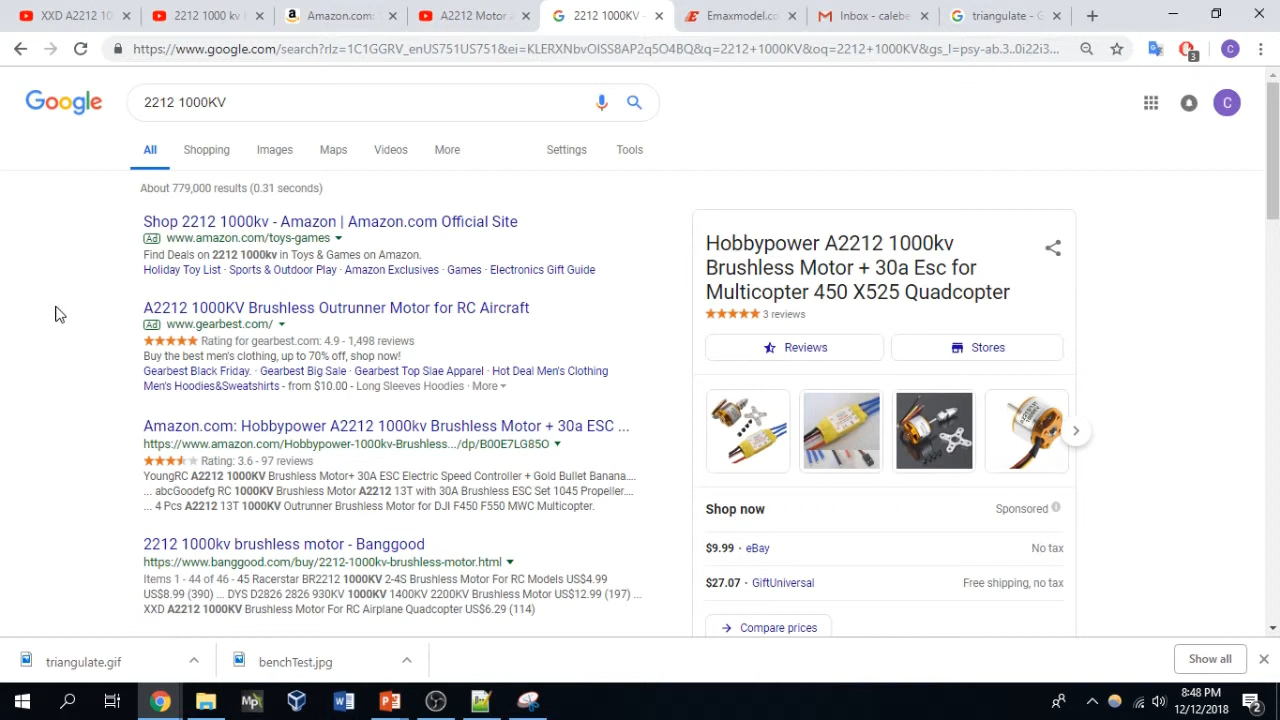 XXD A2212 10
2212 1000 kv
Amazon.com:
A2212 Motor a
2212 1000KV -
Emaxmodel.co
Inbox - calebe
triangulate - G
https://www.google.com/search?rlz=1C1GGRV_enUS751US751&ei=KLERXNbvOISS8AP2q5O4BQ&q=2212+1000KV&oq=2212+1000KV&gs_l=psy-ab.3..0i22i3...
3
C
Google
2212 1000KV
C
All
Shopping
Images
Maps
Videos
More
Settings
Tools
About 779,000 results (0.31 seconds)
Shop 2212 1000kv - Amazon | Amazon.com Official Site
Ad www.amazon.com/toys-games
Find Deals on 2212 1000kv in Toys & Games on Amazon.
Holiday Toy List · Sports & Outdoor Play · Amazon Exclusives · Games · Electronics Gift Guide
A2212 1000KV Brushless Outrunner Motor for RC Aircraft
Ad www.gearbest.com/
Rating for gearbest.com: 4.9 - 1,498 reviews
Buy the best men's clothing, up to 70% off, shop now!
Gearbest Black Friday. · Gearbest Big Sale · Gearbest Top Slae Apparel · Hot Deal Men's Clothing
Men's Hoodies&Sweatshirts - from $10.00 - Long Sleeves Hoodies · More
Amazon.com: Hobbypower A2212 1000kv Brushless Motor + 30a ESC ...
https://www.amazon.com/Hobbypower-1000kv-Brushless.../dp/B00E7LG85O
Rating: 3.6 - 97 reviews
YoungRC A2212 1000KV Brushless Motor+ 30A ESC Electric Speed Controller + Gold Bullet Banana....
... abcGoodefg RC 1000KV Brushless Motor A2212 13T with 30A Brushless ESC Set 1045 Propeller....
... 4 Pcs A2212 13T 1000KV Outrunner Brushless Motor for DJI F450 F550 MWC Multicopter.
2212 1000kv brushless motor - Banggood
https://www.banggood.com/buy/2212-1000kv-brushless-motor.html
Items 1 - 44 of 46 - 45 Racerstar BR2212 1000KV 2-4S Brushless Motor For RC Models US$4.99
US$8.99 (390) ... DYS D2826 2826 930KV 1000KV 1400KV 2200KV Brushless Motor US$12.99 (197) ...
XXD A2212 1000KV Brushless Motor For RC Airplane Quadcopter US$6.29 (114)
Hobbypower A2212 1000kv
Brushless Motor + 30a Esc for
Multicopter 450 X525 Quadcopter
3 reviews
Reviews
Stores
Shop now
Sponsored
$9.99 · eBay
No tax
$27.07 · GiftUniversal
Free shipping, no tax
Compare prices
triangulate.gif
benchTest.jpg
Show all
8:48 PM
12/12/2018
2